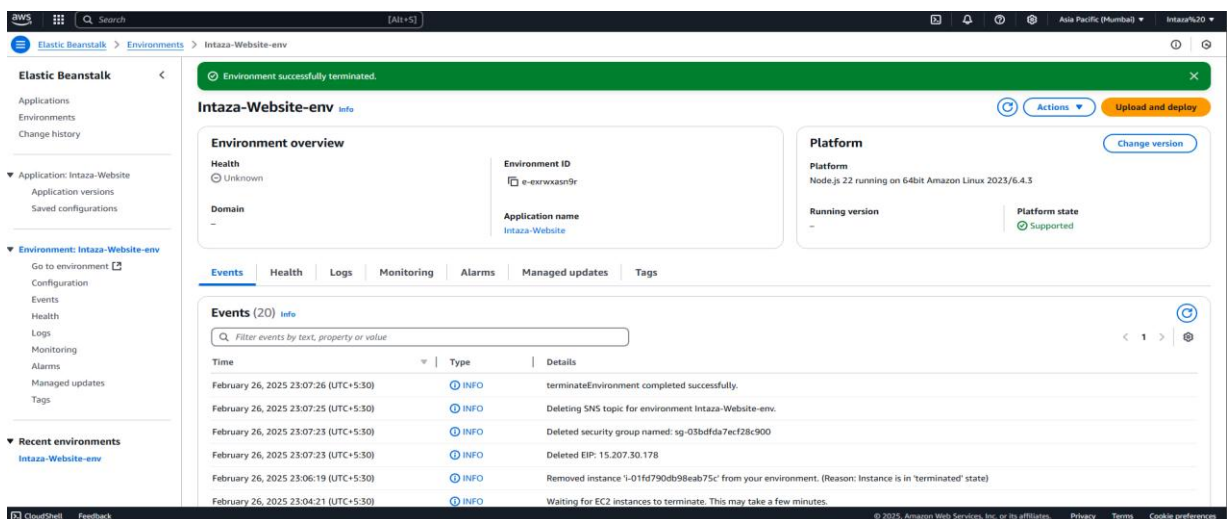 aws
Search
[Alt+S]
Asia Pacific (Mumbai)
Intaza%20
Elastic Beanstalk > Environments > Intaza-Website-env
Elastic Beanstalk
Applications
Environments
Change history
Application: Intaza-Website
Application versions
Saved configurations
Environment: Intaza-Website-env
Go to environment
Configuration
Events
Health
Logs
Monitoring
Alarms
Managed updates
Tags
Recent environments
Intaza-Website-env
Environment successfully terminated.
Intaza-Website-env Info
Actions
Upload and deploy
Environment overview
Health
Unknown
Domain
–
Environment ID
e-exrwxasn9r
Application name
Intaza-Website
Platform
Change version
Platform
Node.js 22 running on 64bit Amazon Linux 2023/6.4.3
Running version
–
Platform state
Supported
Events Health Logs Monitoring Alarms Managed updates Tags
Events (20) Info
Filter events by text, property or value
< 1 >
Time Type Details
February 26, 2025 23:07:26 (UTC+5:30) INFO terminateEnvironment completed successfully.
February 26, 2025 23:07:25 (UTC+5:30) INFO Deleting SNS topic for environment Intaza-Website-env.
February 26, 2025 23:07:23 (UTC+5:30) INFO Deleted security group named: sg-03bdfda7ecf28c900
February 26, 2025 23:07:23 (UTC+5:30) INFO Deleted EIP: 15.207.30.178
February 26, 2025 23:06:19 (UTC+5:30) INFO Removed instance 'i-01fd790db98eab75c' from your environment. (Reason: Instance is in 'terminated' state)
February 26, 2025 23:04:21 (UTC+5:30) INFO Waiting for EC2 instances to terminate. This may take a few minutes.
CloudShell Feedback
© 2025, Amazon Web Services, Inc. or its affiliates. Privacy Terms Cookie preferences